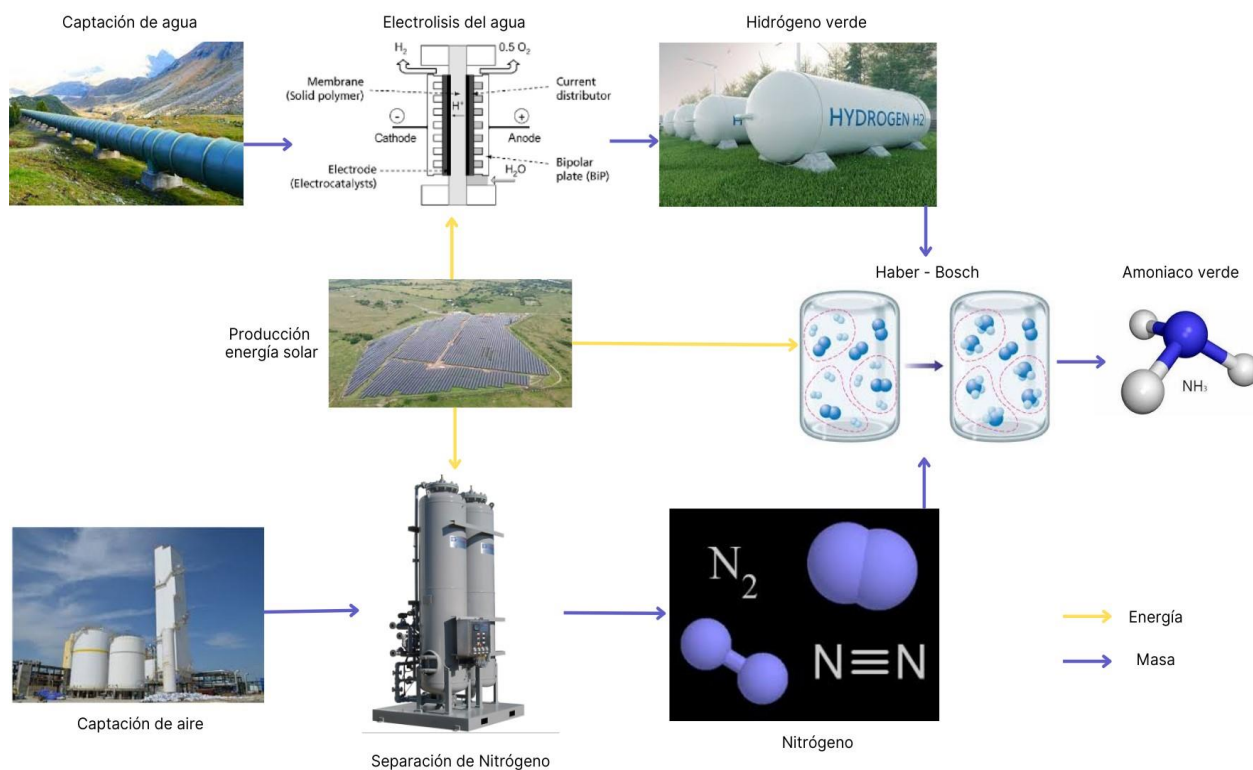 Captación de agua
Electrolisis del agua
Hidrógeno verde
H₂
0.5 O₂
Membrane
(Solid polymer)
Current
distributor
H⁺
-
+
Cathode
Anode
Electrode
(Electrocatalysts)
H₂O
Bipolar
plate (BiP)
HYDROGEN H2
H
Haber - Bosch
Amoniaco verde
Producción
energía solar
NH₃
N₂
N≡N
Energía
Masa
Captación de aire
Separación de Nitrógeno
Nitrógeno